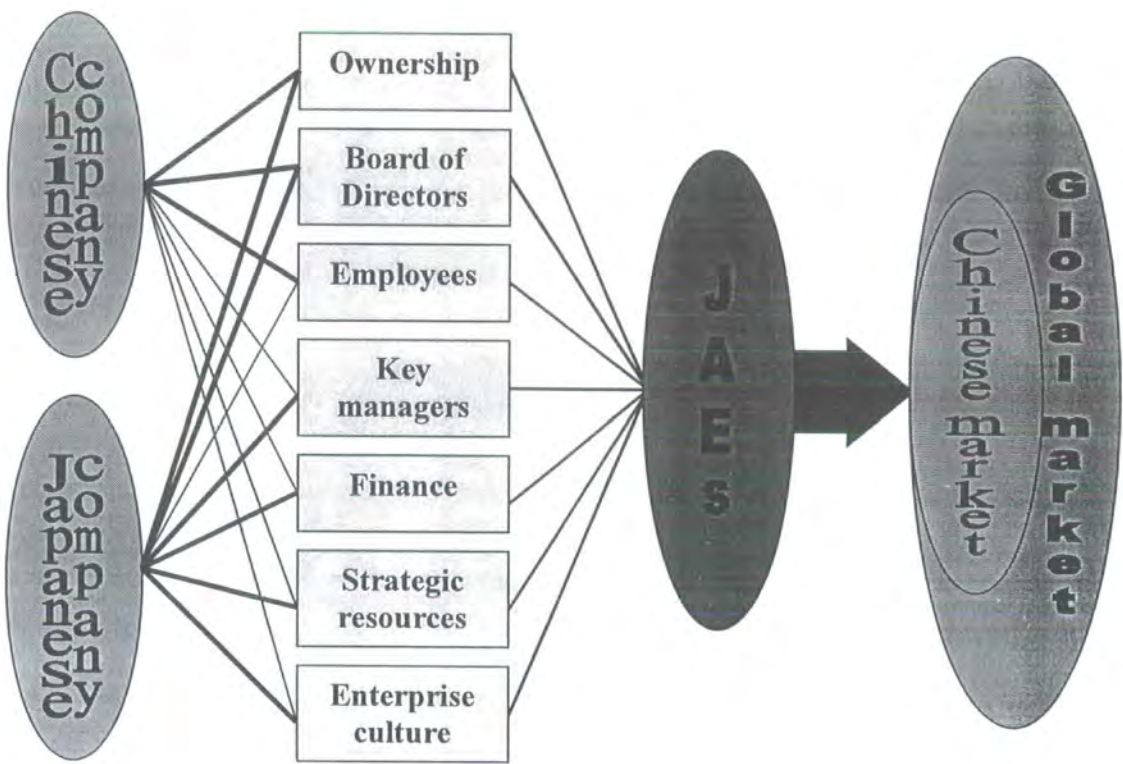 Chinese
company
Japanese
company
Ownership
Board of
Directors
Employees
Key
managers
Finance
Strategic
resources
Enterprise
culture
JAEs
Chinese market
Global market